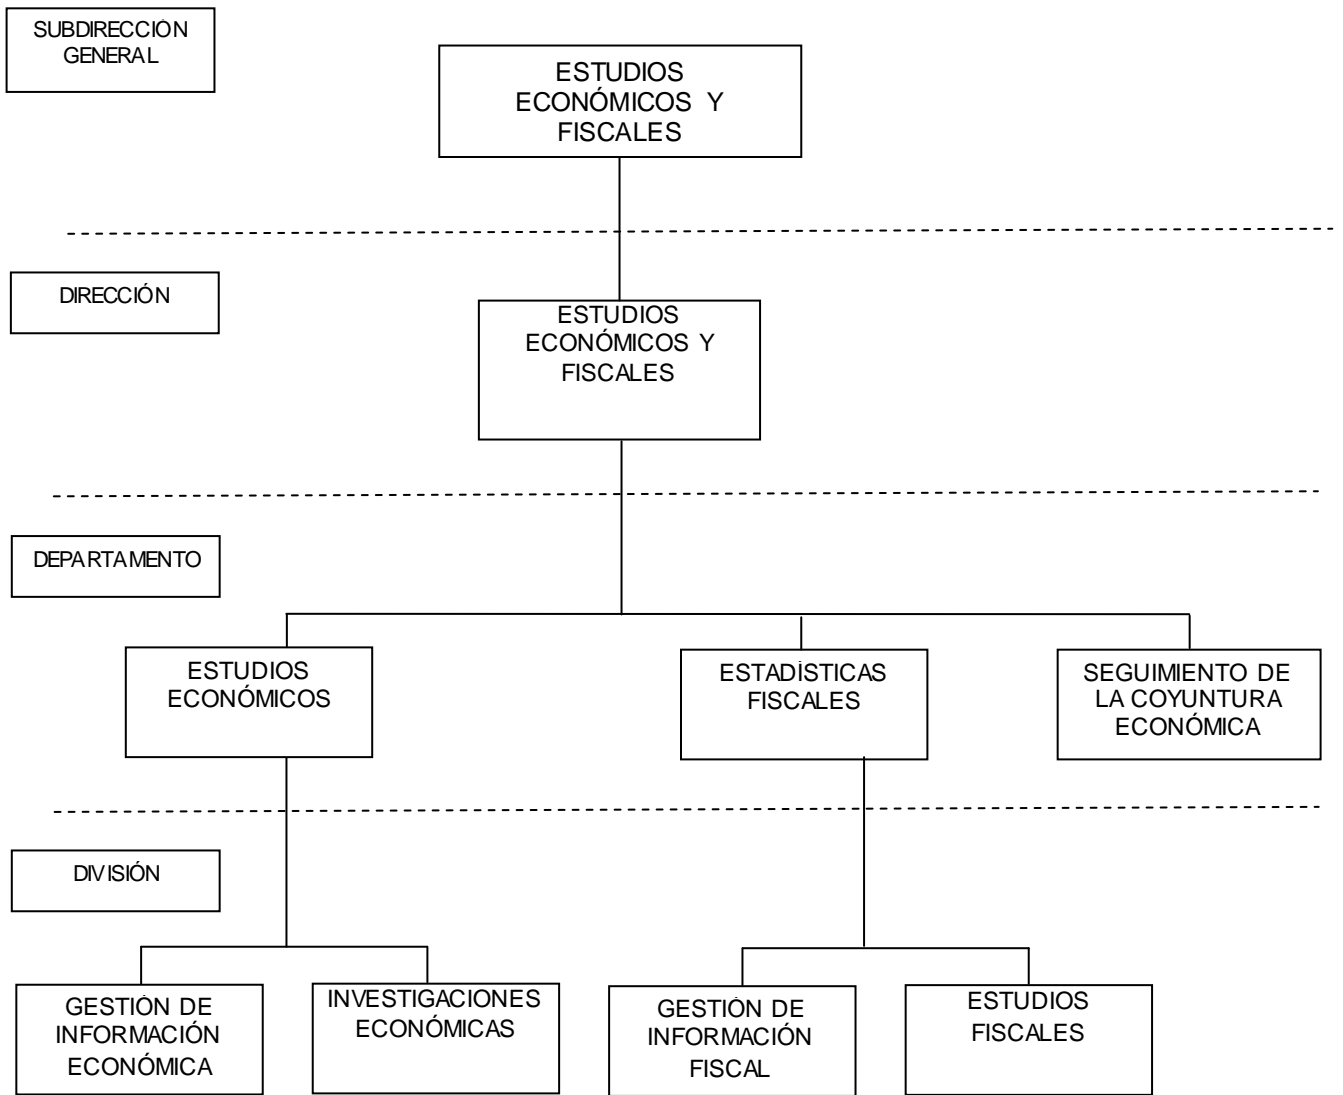 SUBDIRECCIÓN
GENERAL
ESTUDIOS
ECONÓMICOS Y
FISCALES
DIRECCIÓN
ESTUDIOS
ECONÓMICOS Y
FISCALES
DEPARTAMENTO
ESTUDIOS
ECONÓMICOS
ESTADÍSTICAS
FISCALES
SEGUIMIENTO DE
LA COYUNTURA
ECONÓMICA
DIVISIÓN
GESTIÓN DE
INFORMACIÓN
ECONÓMICA
INVESTIGACIONES
ECONÓMICAS
GESTIÓN DE
INFORMACIÓN
FISCAL
ESTUDIOS
FISCALES